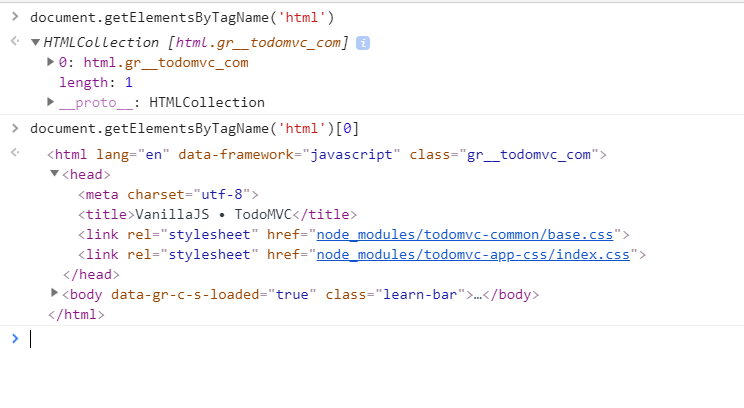 document.getElementsByTagName('html')
HTMLCollection [html.gr__todomvc_com] i
0: html.gr__todomvc_com
length: 1
__proto__: HTMLCollection
document.getElementsByTagName('html')[0]
<html lang="en" data-framework="javascript" class="gr__todomvc_com">
<head>
<meta charset="utf-8">
<title>VanillaJS • TodoMVC</title>
<link rel="stylesheet" href="node_modules/todomvc-common/base.css">
<link rel="stylesheet" href="node_modules/todomvc-app-css/index.css">
</head>
<body data-gr-c-s-loaded="true" class="learn-bar">…</body>
</html>